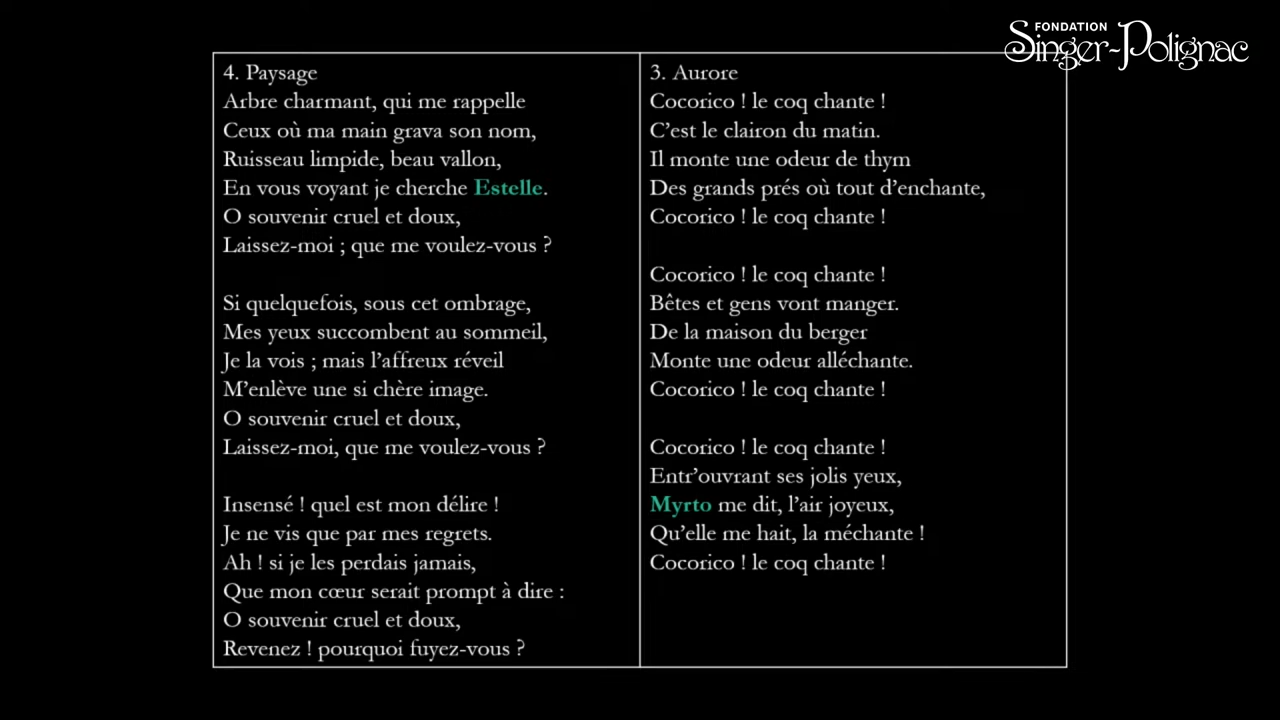 FONDATION
Singer-Polignac
4. Paysage
Arbre charmant, qui me rappelle
Ceux où ma main grava son nom,
Ruisseau limpide, beau vallon,
En vous voyant je cherche Estelle.
O souvenir cruel et doux,
Laissez-moi ; que me voulez-vous ?
Si quelquefois, sous cet ombrage,
Mes yeux succombent au sommeil,
Je la vois ; mais l’affreux réveil
M’enlève une si chère image.
O souvenir cruel et doux,
Laissez-moi, que me voulez-vous ?
Insensé ! quel est mon délire !
Je ne vis que par mes regrets.
Ah ! si je les perdais jamais,
Que mon cœur serait prompt à dire :
O souvenir cruel et doux,
Revenez ! pourquoi fuyez-vous ?
3. Aurore
Cocorico ! le coq chante !
C’est le clairon du matin.
Il monte une odeur de thym
Des grands prés où tout d’enchante,
Cocorico ! le coq chante !
Cocorico ! le coq chante !
Bêtes et gens vont manger.
De la maison du berger
Monte une odeur alléchante.
Cocorico ! le coq chante !
Cocorico ! le coq chante !
Entr’ouvrant ses jolis yeux,
Myrto me dit, l’air joyeux,
Qu’elle me hait, la méchante !
Cocorico ! le coq chante !